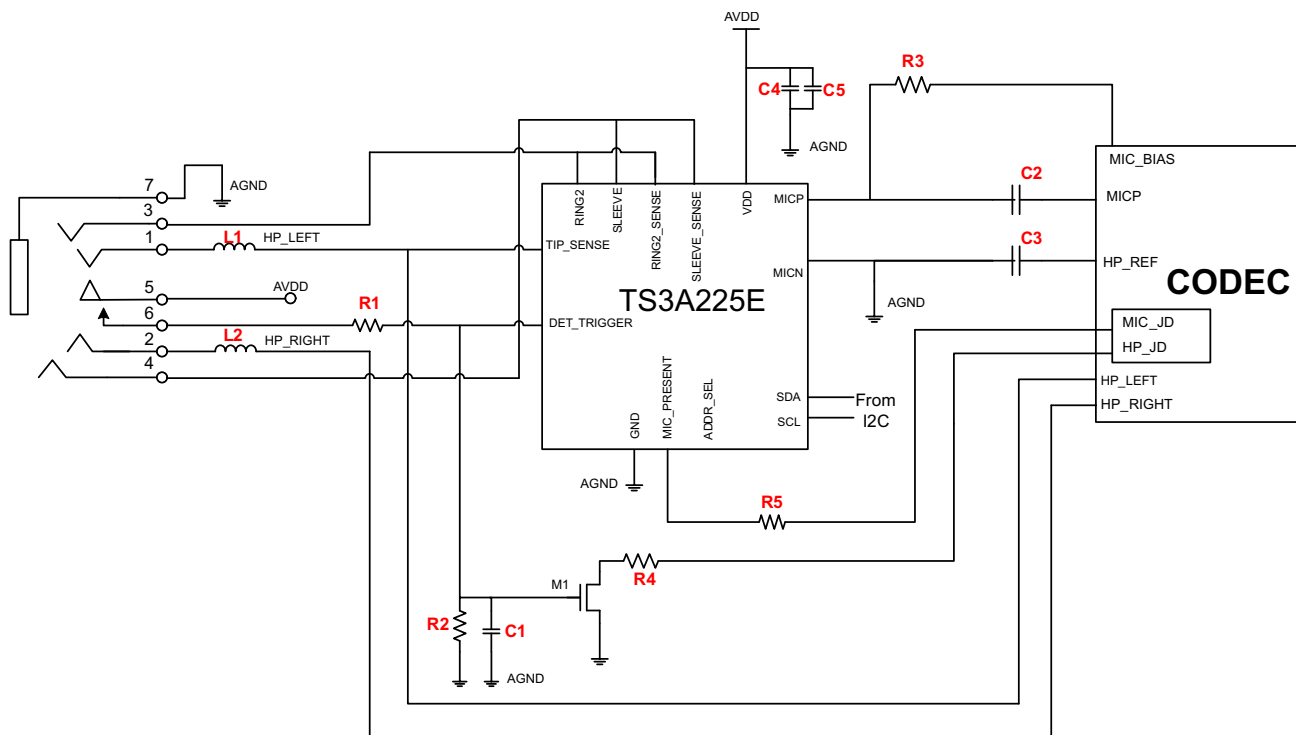 AVDD
R3
C4
C5
AGND
MIC_BIAS
7
AGND
3
RING2
SLEEVE
RING2_SENSE
SLEEVE_SENSE
VDD
MICP
C2
MICP
1
L1
HP_LEFT
TIP_SENSE
C3
MICN
HP_REF
CODEC
5
AVDD
R1
TS3A225E
AGND
6
DET_TRIGGER
MIC_JD
2
L2
HP_RIGHT
HP_JD
4
HP_LEFT
GND
MIC_PRESENT
ADDR_SEL
SDA
From
HP_RIGHT
SCL
I2C
AGND
R5
M1
R4
R2
C1
AGND